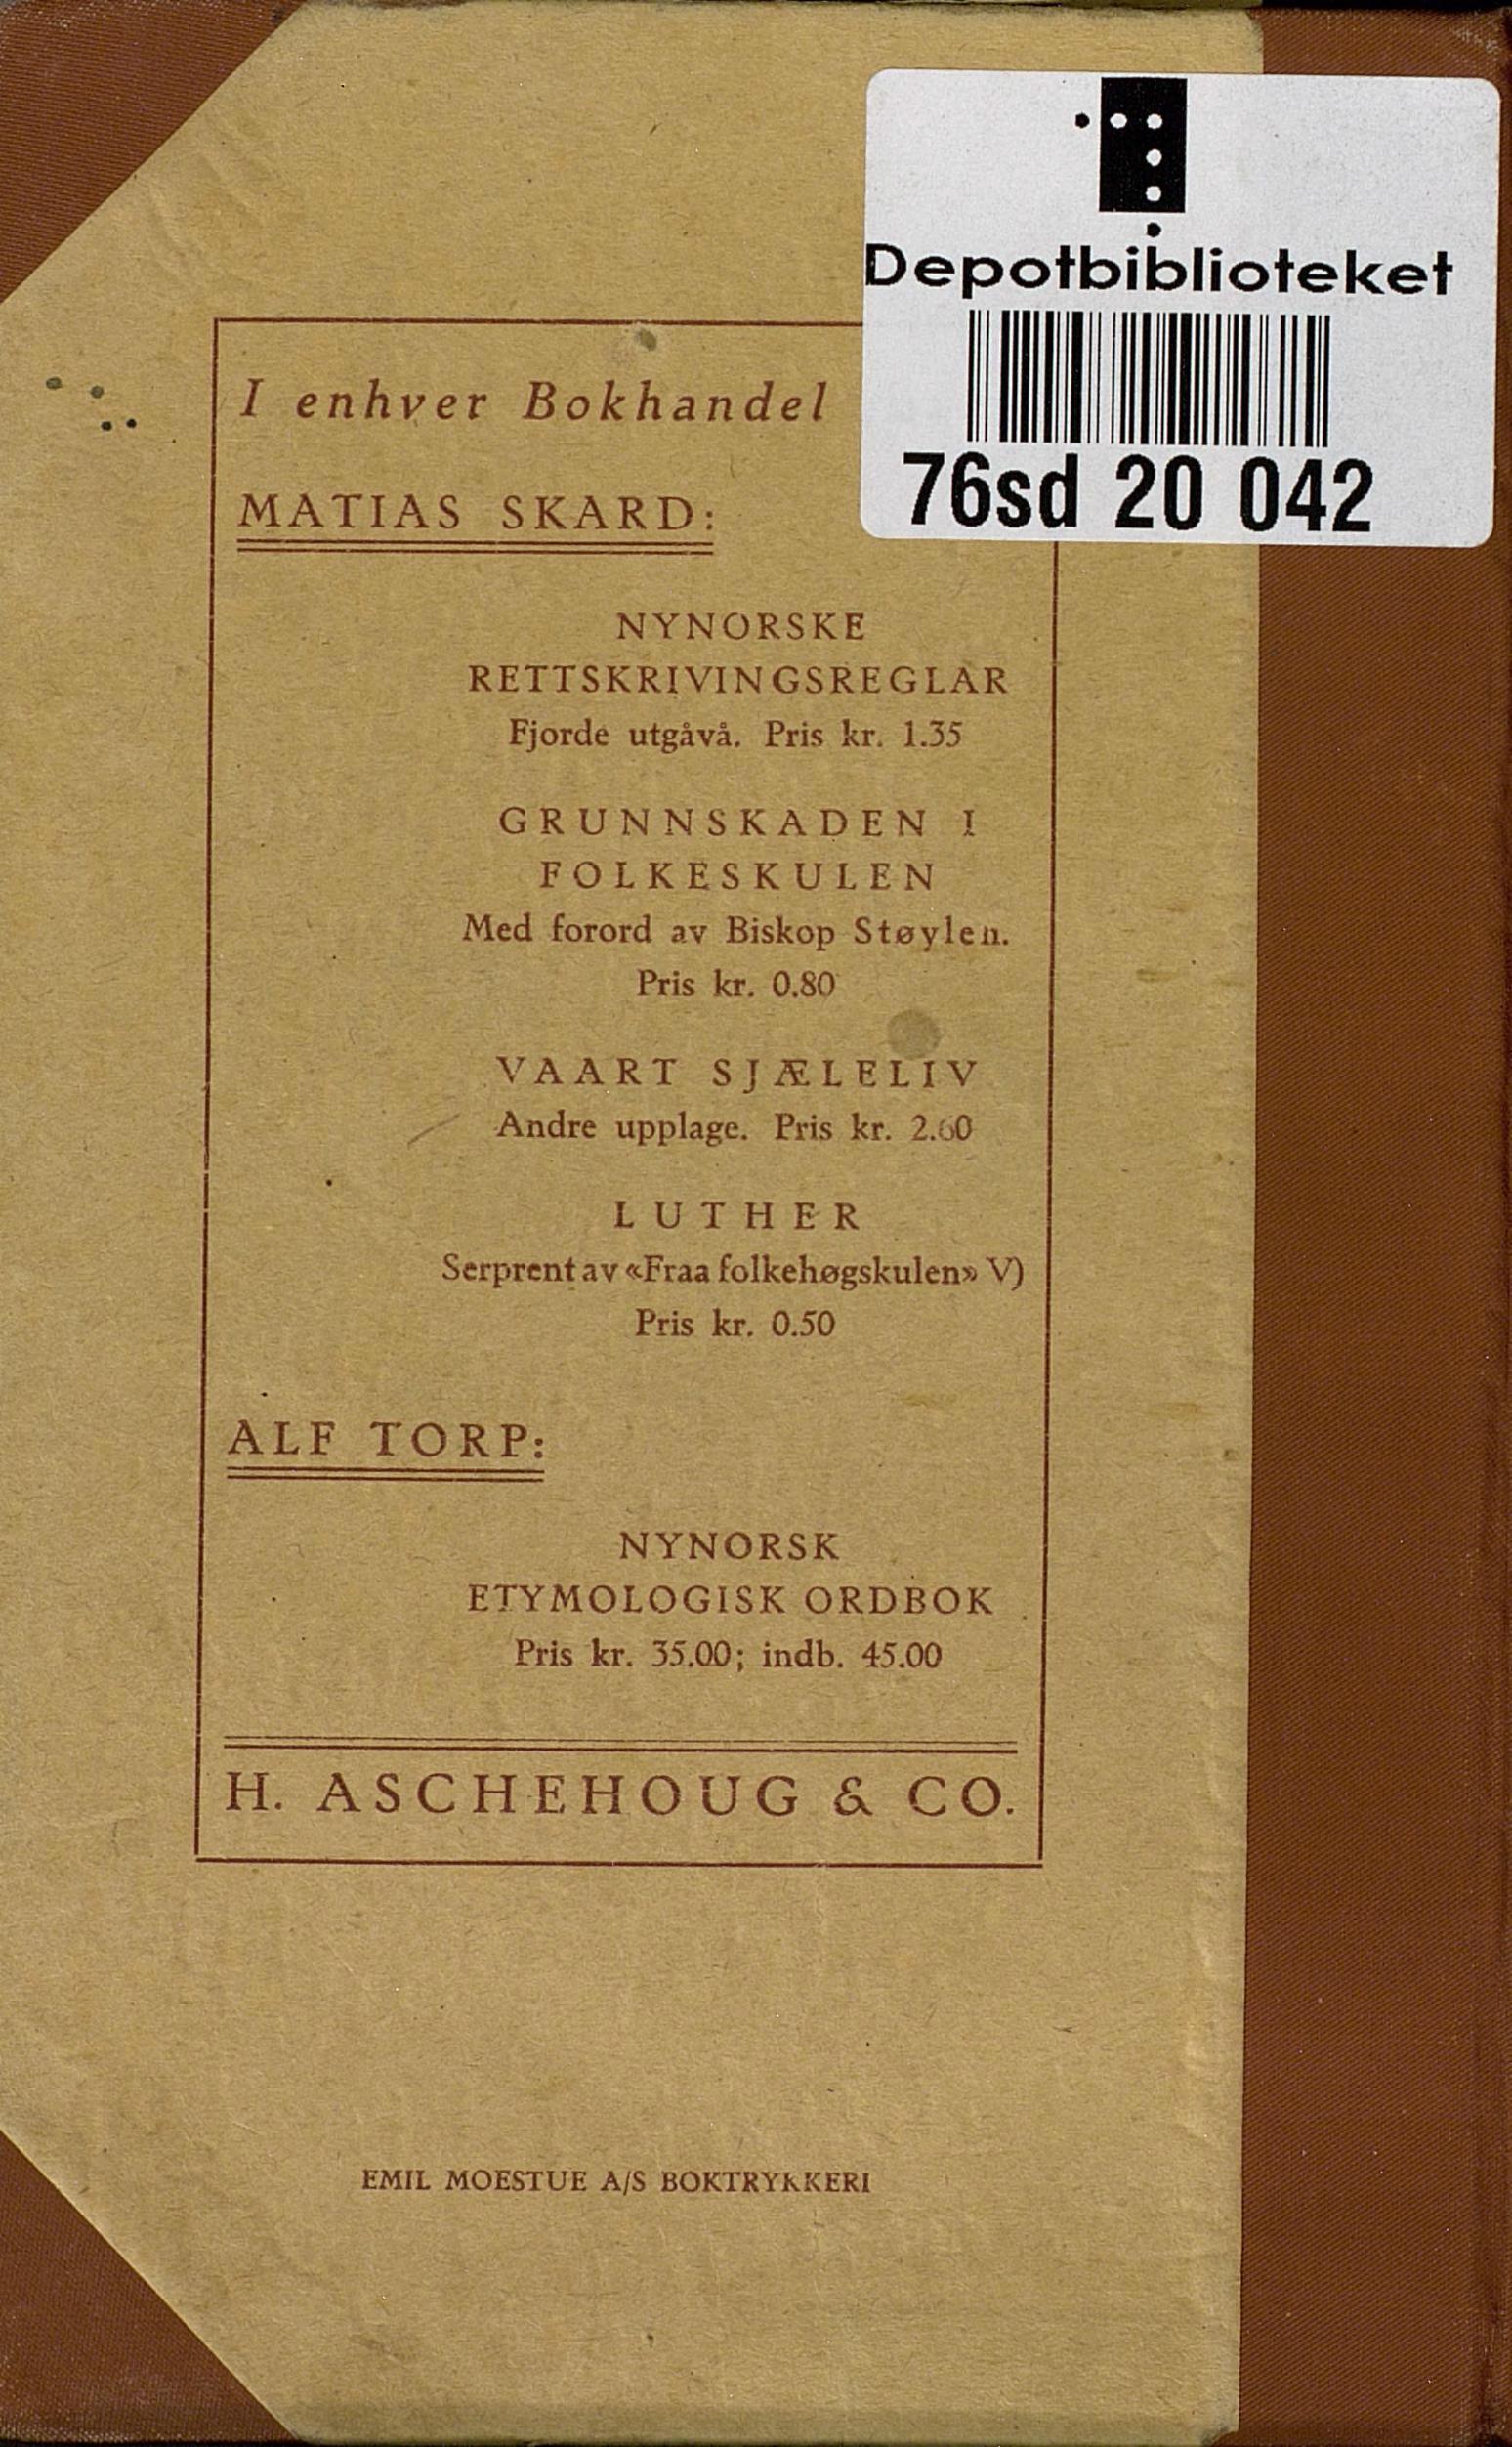 Depotbiblioteket
76sd 20 042
I enhver Bokhandel
MATIAS SKARD:
NYNORSKE
RETTSKRIVINGSREGLAR
Fjorde utgåvå. Pris kr. 1.35
GRUNNSKADEN I
FOLKESKULEN
Med forord av Biskop Støylen.
Pris kr. 0.80
VAART SJÆLELIV
Andre upplage. Pris kr. 2.60
LUTHER
Serprent av «Fraa folkehøgskulen» V)
Pris kr. 0.50
ALF TORP:
NYNORSK
ETYMOLOGISK ORDBOK
Pris kr. 35.00; indb. 45.00
H. ASCHEHOUG & CO.
EMIL MOESTUE A/S BOKTRYKKERI